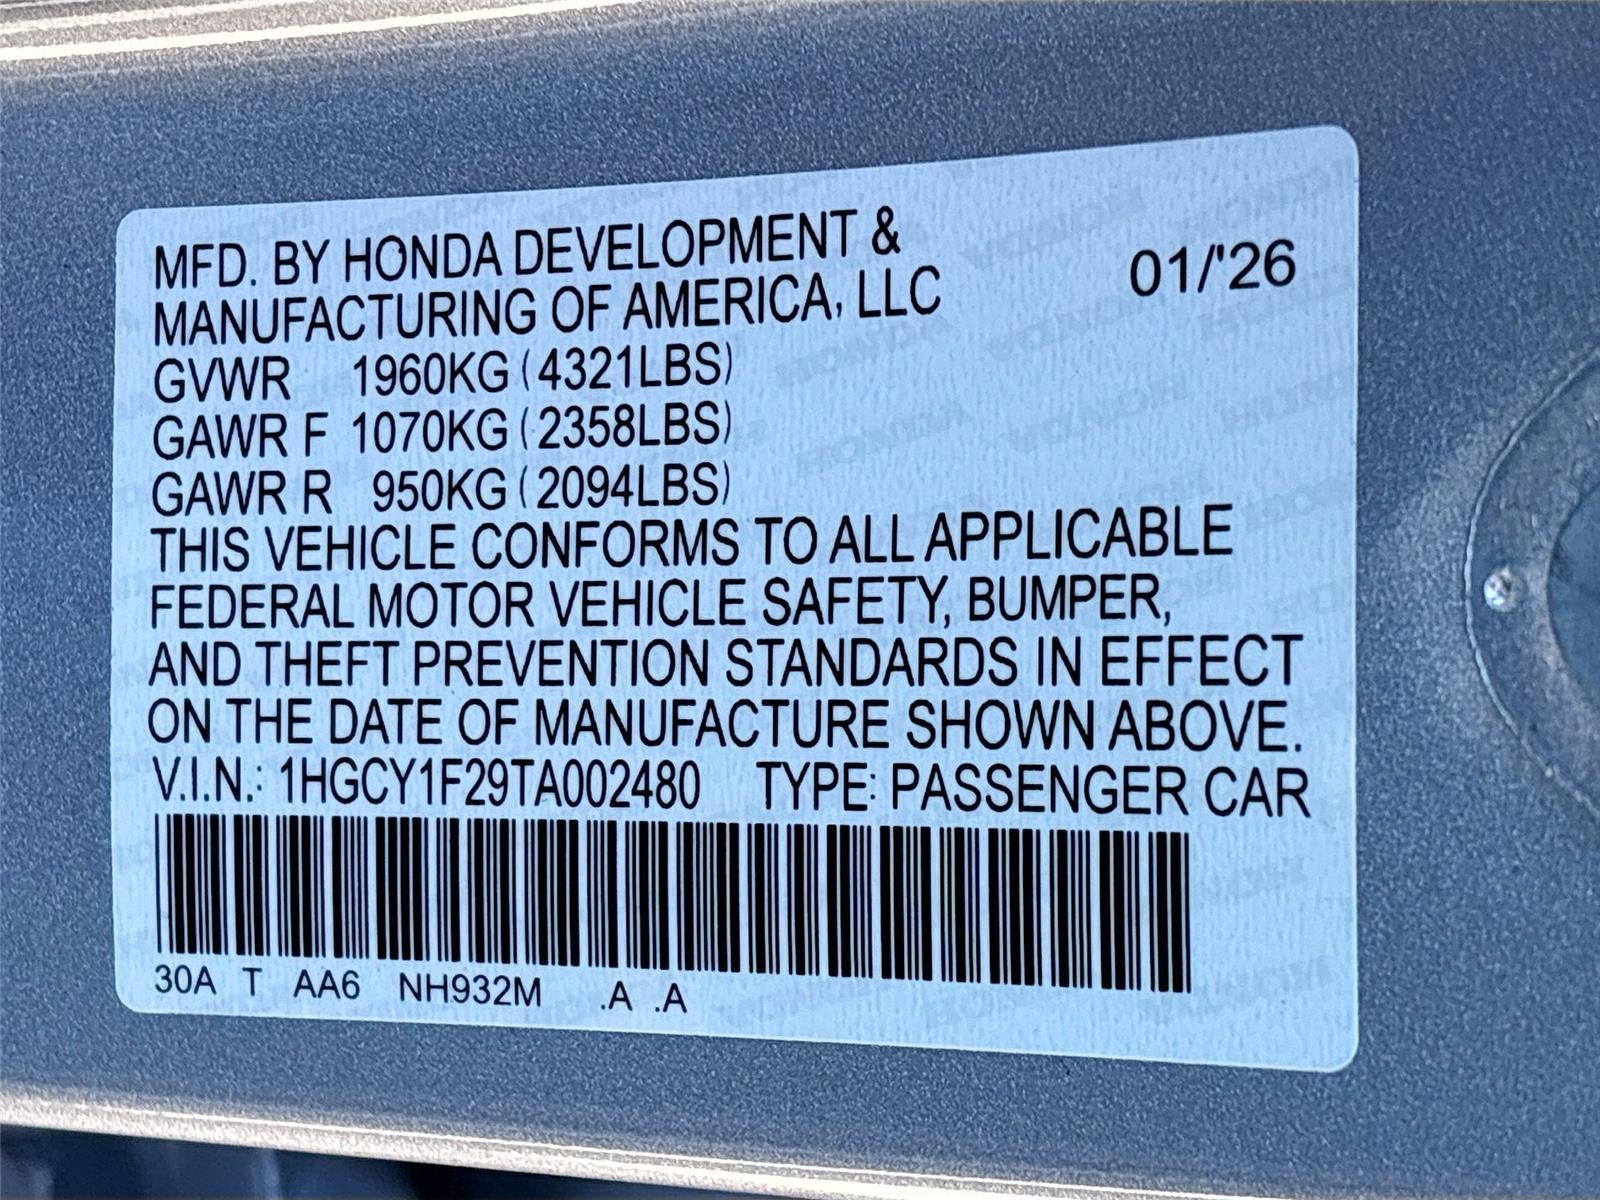 MFD. BY HONDA DEVELOPMENT &
MANUFACTURING OF AMERICA, LLC
01/'26
GVWR 1960KG (4321LBS)
GAWR F 1070KG (2358LBS)
GAWR R 950KG (2094LBS)
THIS VEHICLE CONFORMS TO ALL APPLICABLE
FEDERAL MOTOR VEHICLE SAFETY, BUMPER,
AND THEFT PREVENTION STANDARDS IN EFFECT
ON THE DATE OF MANUFACTURE SHOWN ABOVE.
V.I.N.: 1HGCY1F29TA002480 TYPE: PASSENGER CAR
30A T AA6 NH932M .A .A